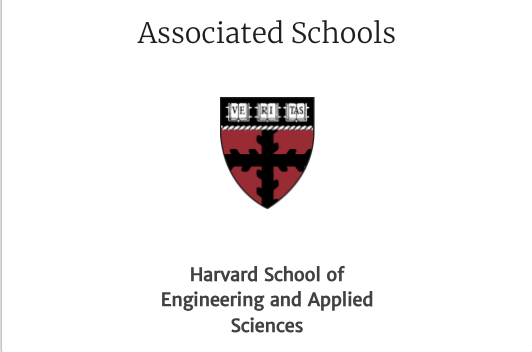 Associated Schools
VE RI TAS
Harvard School of
Engineering and Applied
Sciences